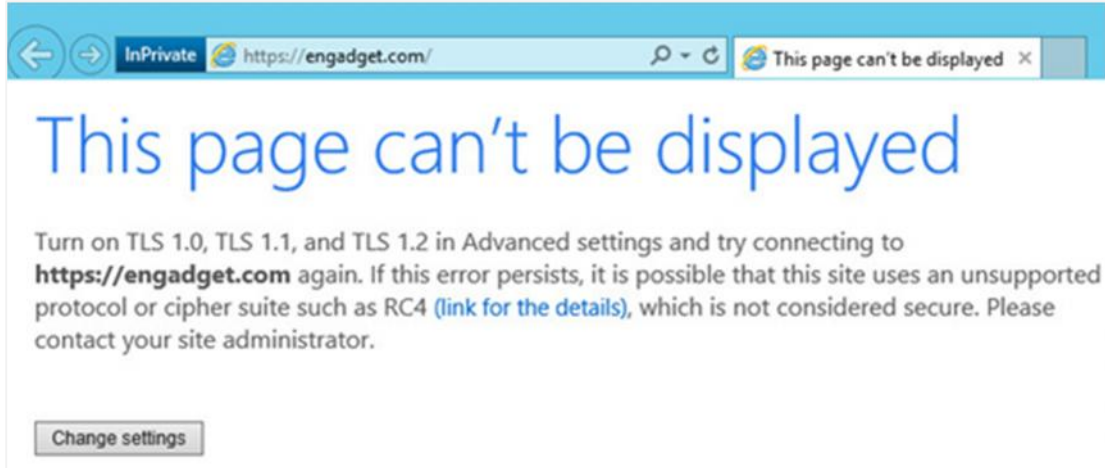 InPrivate https://engadget.com/ This page can't be displayed
This page can't be displayed
Turn on TLS 1.0, TLS 1.1, and TLS 1.2 in Advanced settings and try connecting to
https://engadget.com again. If this error persists, it is possible that this site uses an unsupported
protocol or cipher suite such as RC4 (link for the details), which is not considered secure. Please
contact your site administrator.
Change settings